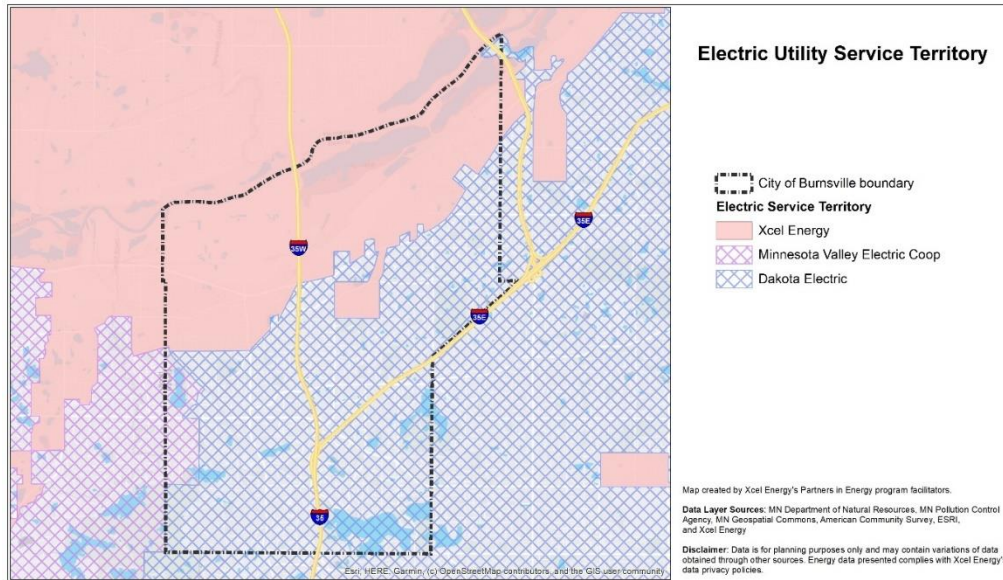 Electric Utility Service Territory
City of Burnsville boundary
Electric Service Territory
Xcel Energy
Minnesota Valley Electric Coop
Dakota Electric
35W
35E
35E
35
Map created by Xcel Energy's Partners in Energy program facilitators.
Data Layer Sources: MN Department of Natural Resources, MN Pollution Control
Agency, MN Geospatial Commons, American Community Survey, ESRI,
and Xcel Energy
Disclaimer: Data is for planning purposes only and may contain variations of data
obtained through other sources. Energy data presented complies with Xcel Energy's
data privacy policies.
Esri, HERE, Garmin, (c) OpenStreetMap contributors, and the GIS user community